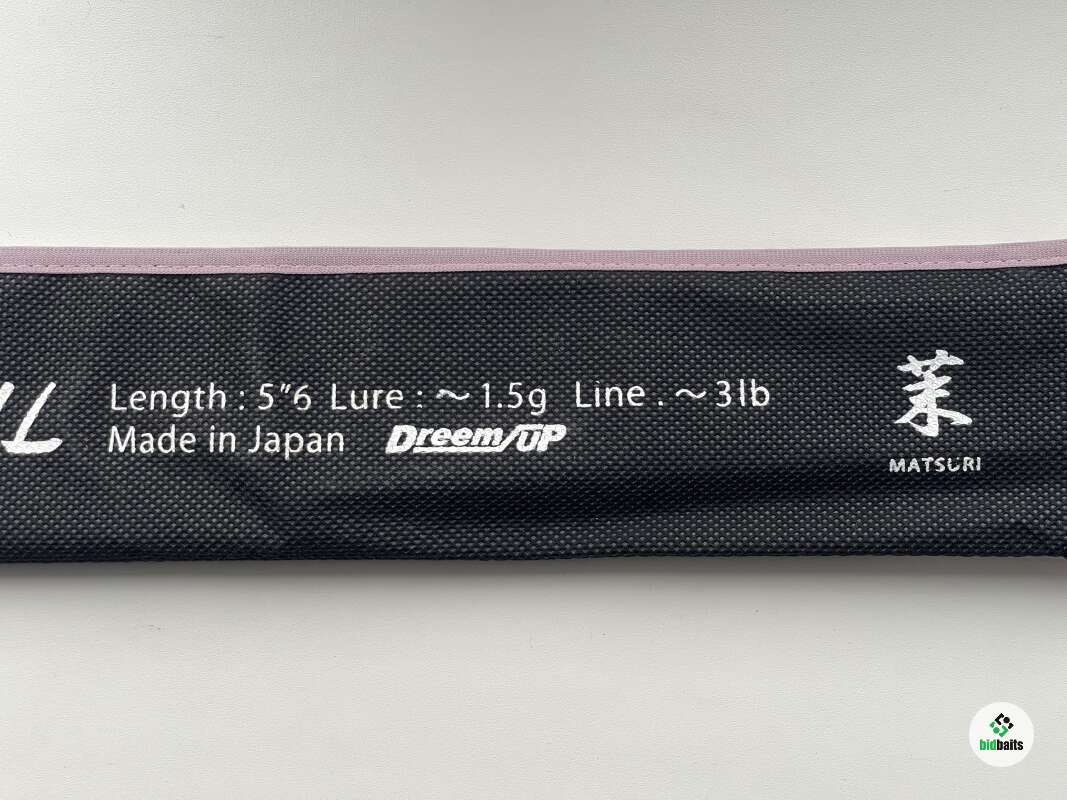 Length : 5”6 Lure : ～1.5g Line . ～3lb
Made in Japan Dreem/UP
茉
MATSURI
bidbaits